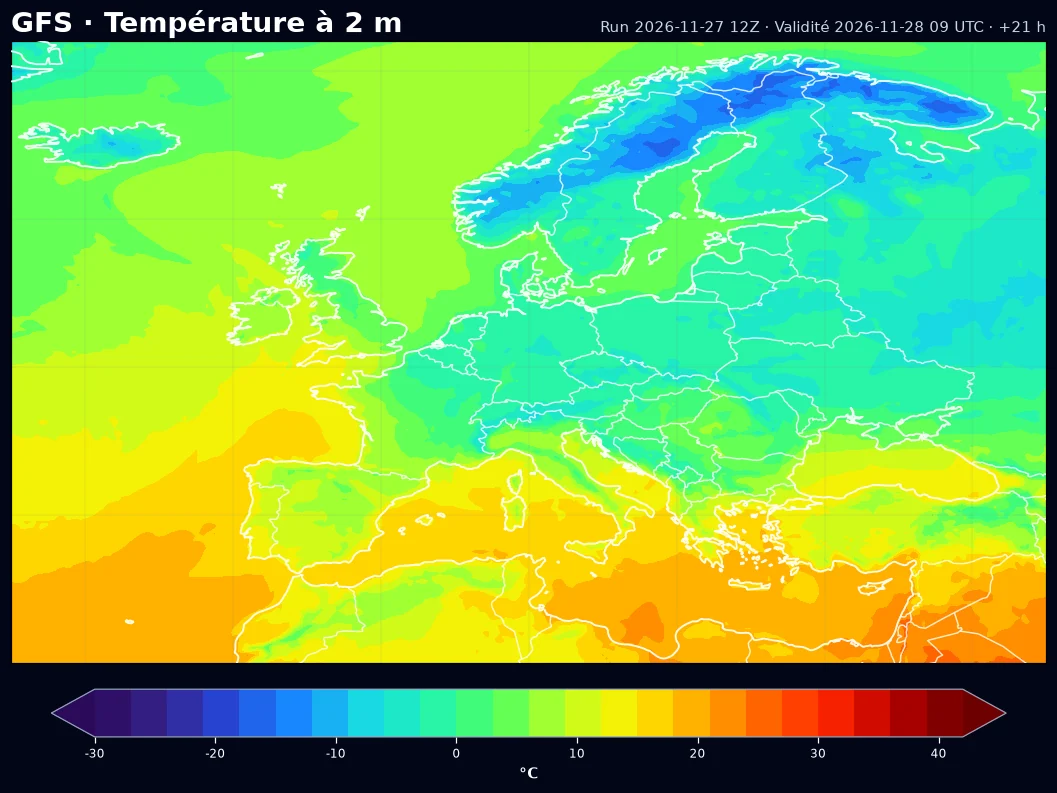 GFS · Température à 2 m
Run 2026-11-27 12Z · Validité 2026-11-28 09 UTC · +21 h
-30 -20 -10 0 10 20 30 40
°C